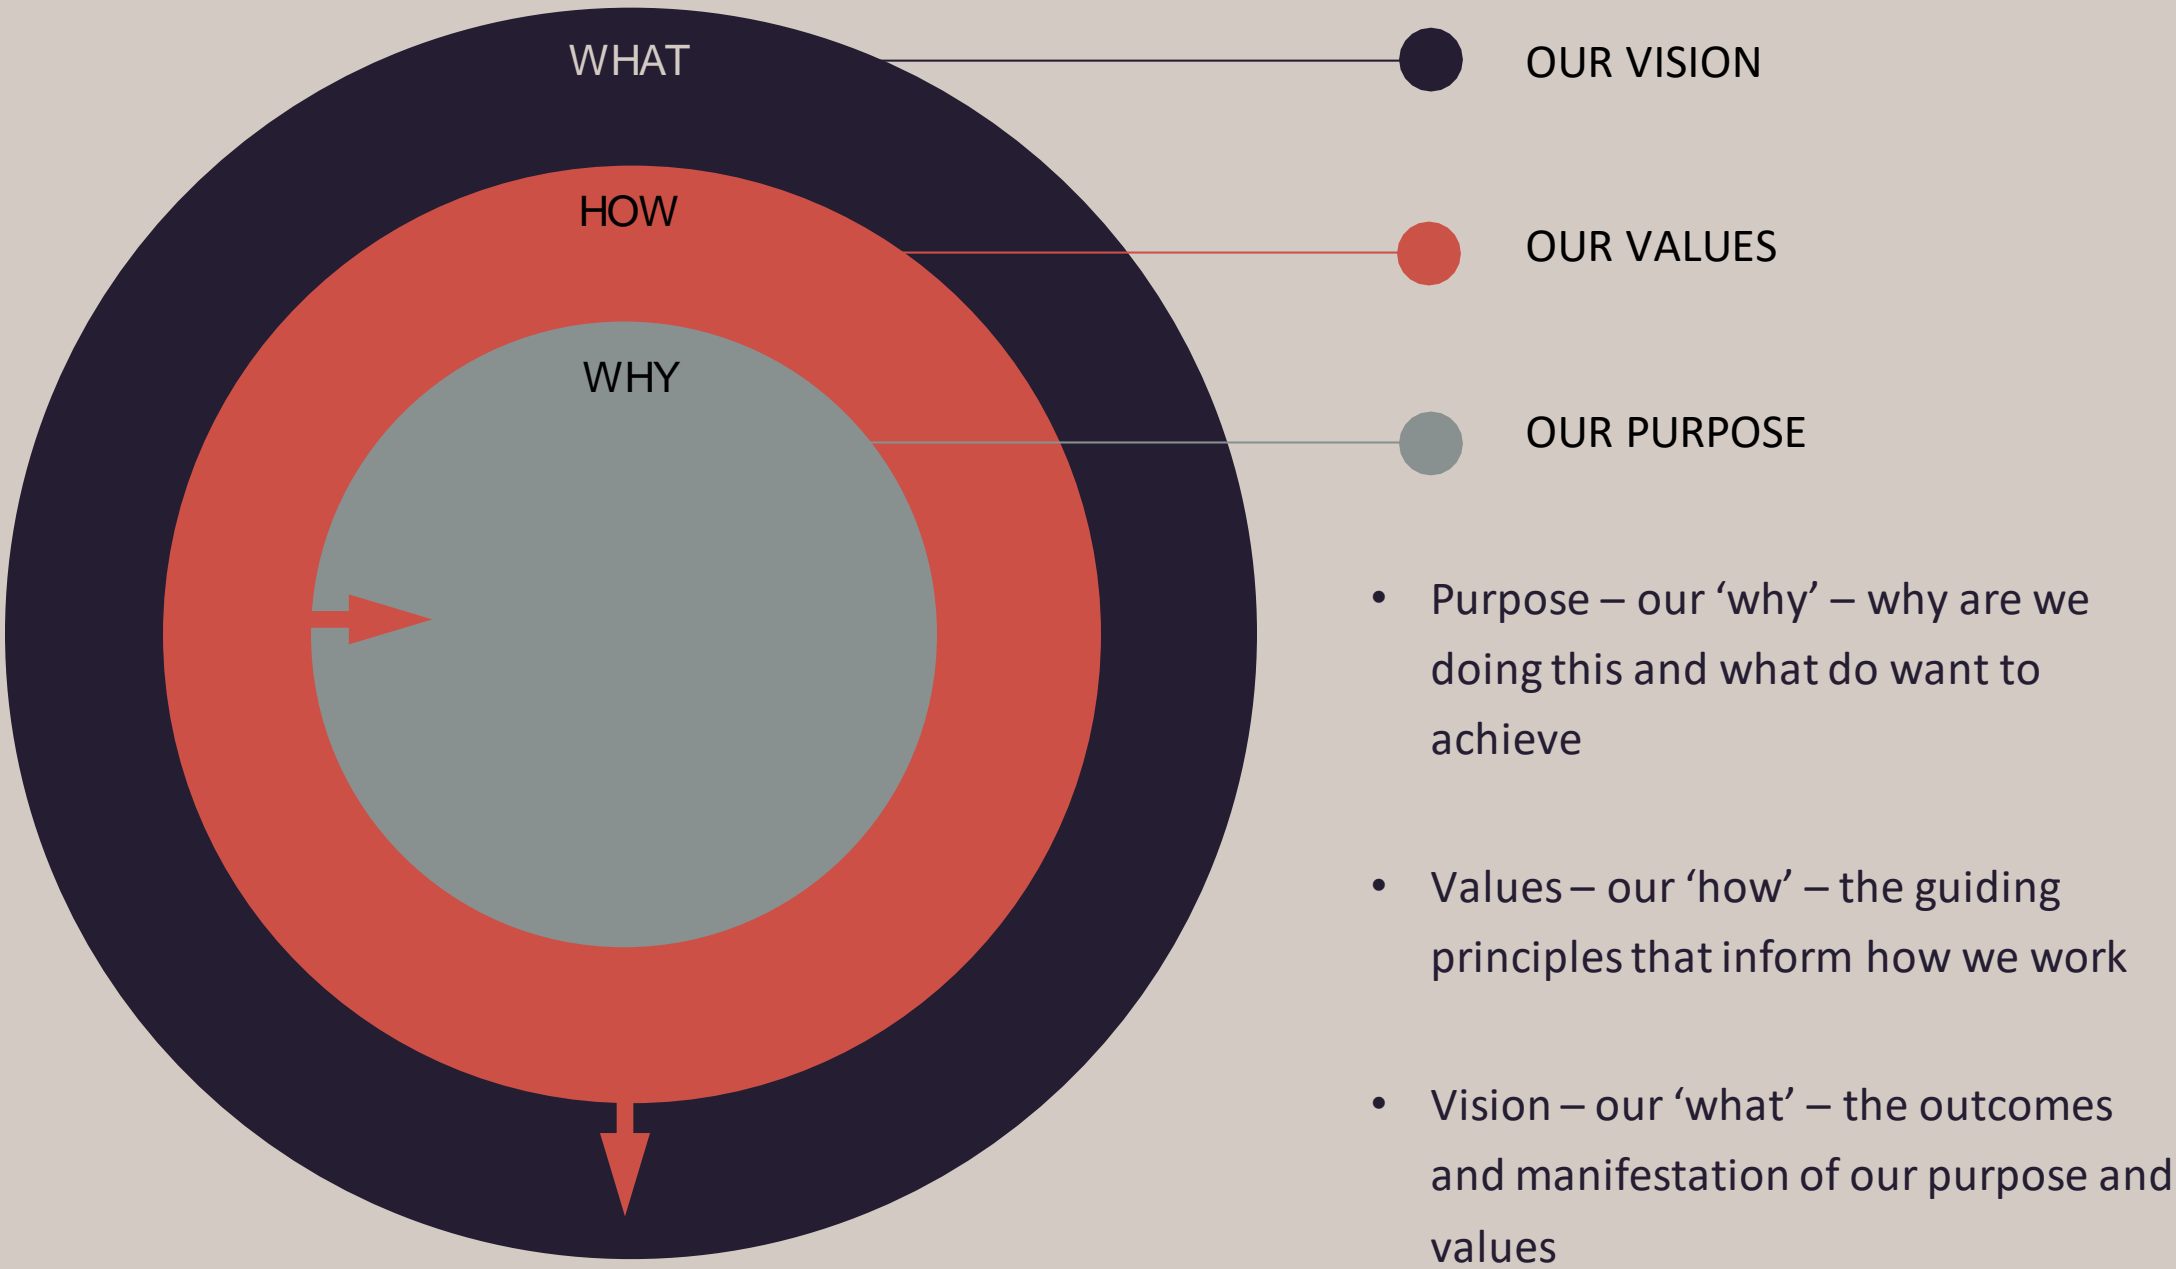 WHAT
OUR VISION
HOW
OUR VALUES
WHY
OUR PURPOSE
• Purpose – our ‘why’ – why are we
doing this and what do want to
achieve
• Values – our ‘how’ – the guiding
principles that inform how we work
• Vision – our ‘what’ – the outcomes
and manifestation of our purpose and
values